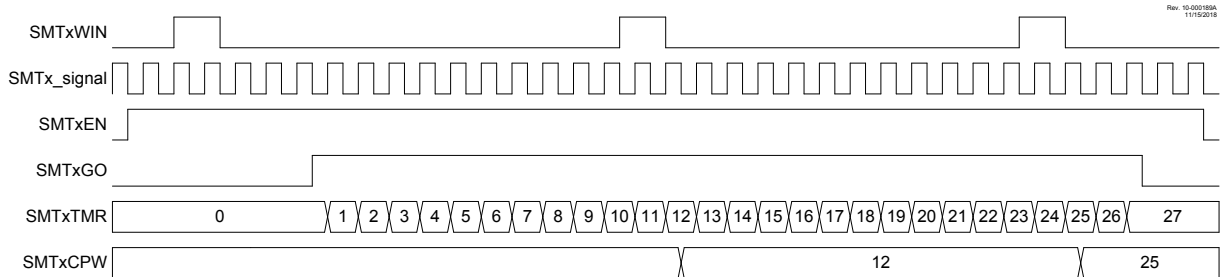 Rev. 10-000189A
11/15/2018
SMTxWIN
SMTx_signal
SMTxEN
SMTxGO
SMTxTMR 0 1 2 3 4 5 6 7 8 9 10 11 12 13 14 15 16 17 18 19 20 21 22 23 24 25 26 27
SMTxCPW 12 25